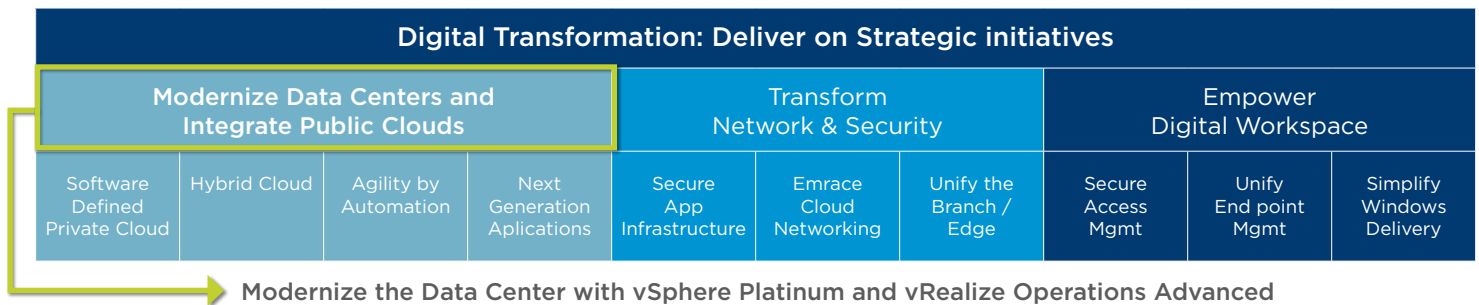 Digital Transformation: Deliver on Strategic initiatives
Modernize Data Centers and
Integrate Public Clouds
Transform
Network & Security
Empower
Digital Workspace
Software
Defined
Private Cloud
Hybrid Cloud
Agility by
Automation
Next
Generation
Aplications
Secure
App
Infrastructure
Emrace
Cloud
Networking
Unify the
Branch /
Edge
Secure
Access
Mgmt
Unify
End point
Mgmt
Simplify
Windows
Delivery
Modernize the Data Center with vSphere Platinum and vRealize Operations Advanced